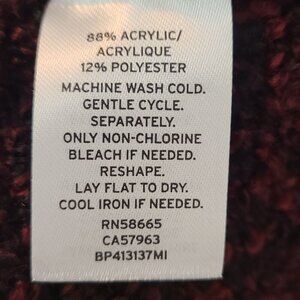 88% ACRYLIC/
ACRYLIQUE
12% POLYESTER
MACHINE WASH COLD.
GENTLE CYCLE.
SEPARATELY.
ONLY NON-CHLORINE
BLEACH IF NEEDED.
RESHAPE.
LAY FLAT TO DRY.
COOL IRON IF NEEDED.
RN58665
CA57963
BP413137MI